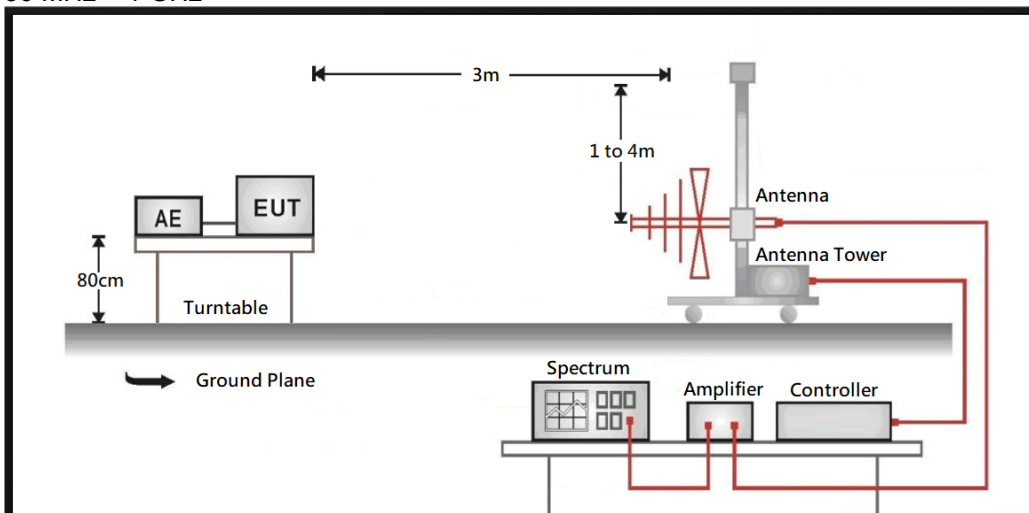 3m
1 to 4m
Antenna
AE
EUT
Antenna Tower
80cm
Turntable
Ground Plane
Spectrum
Amplifier
Controller